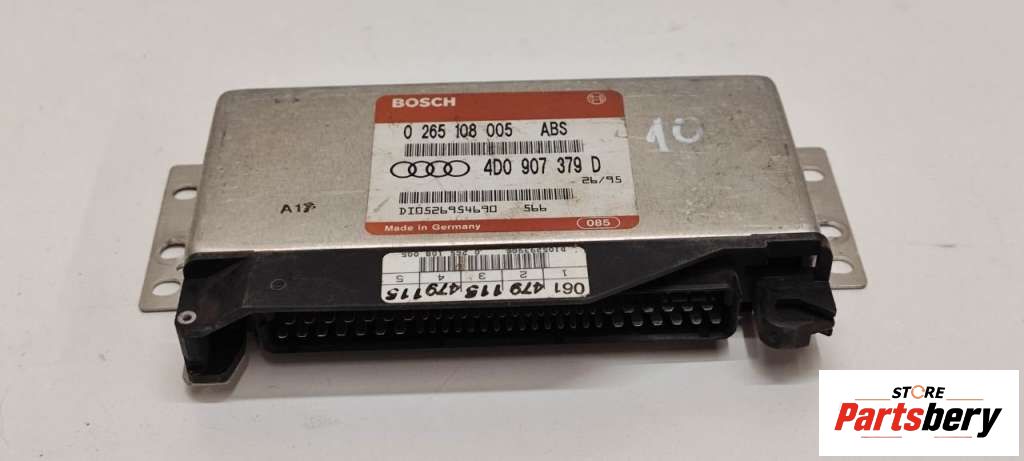 BOSCH
0 265 108 005 ABS
10
4D0 907 379 D
26/95
DI0526954690 566
Made in Germany
085
1 2 3 4 5
061 479 115 479 115
STORE
Partsbery